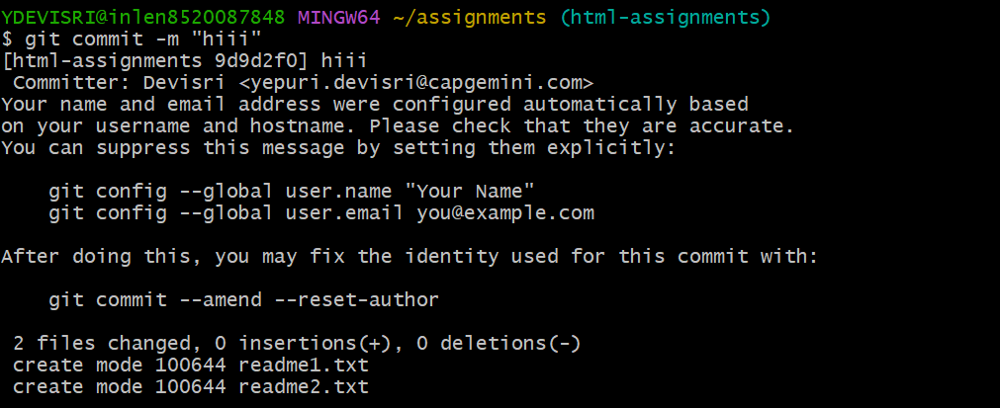 YDEVISRI@inlen8520087848 MINGW64 ~/assignments (html-assignments)
$ git commit -m "hiii"
[html-assignments 9d9d2f0] hiii
 Committer: Devisri <yepuri.devisri@capgemini.com>
Your name and email address were configured automatically based
on your username and hostname. Please check that they are accurate.
You can suppress this message by setting them explicitly:

    git config --global user.name "Your Name"
    git config --global user.email you@example.com

After doing this, you may fix the identity used for this commit with:

    git commit --amend --reset-author

 2 files changed, 0 insertions(+), 0 deletions(-)
 create mode 100644 readme1.txt
 create mode 100644 readme2.txt